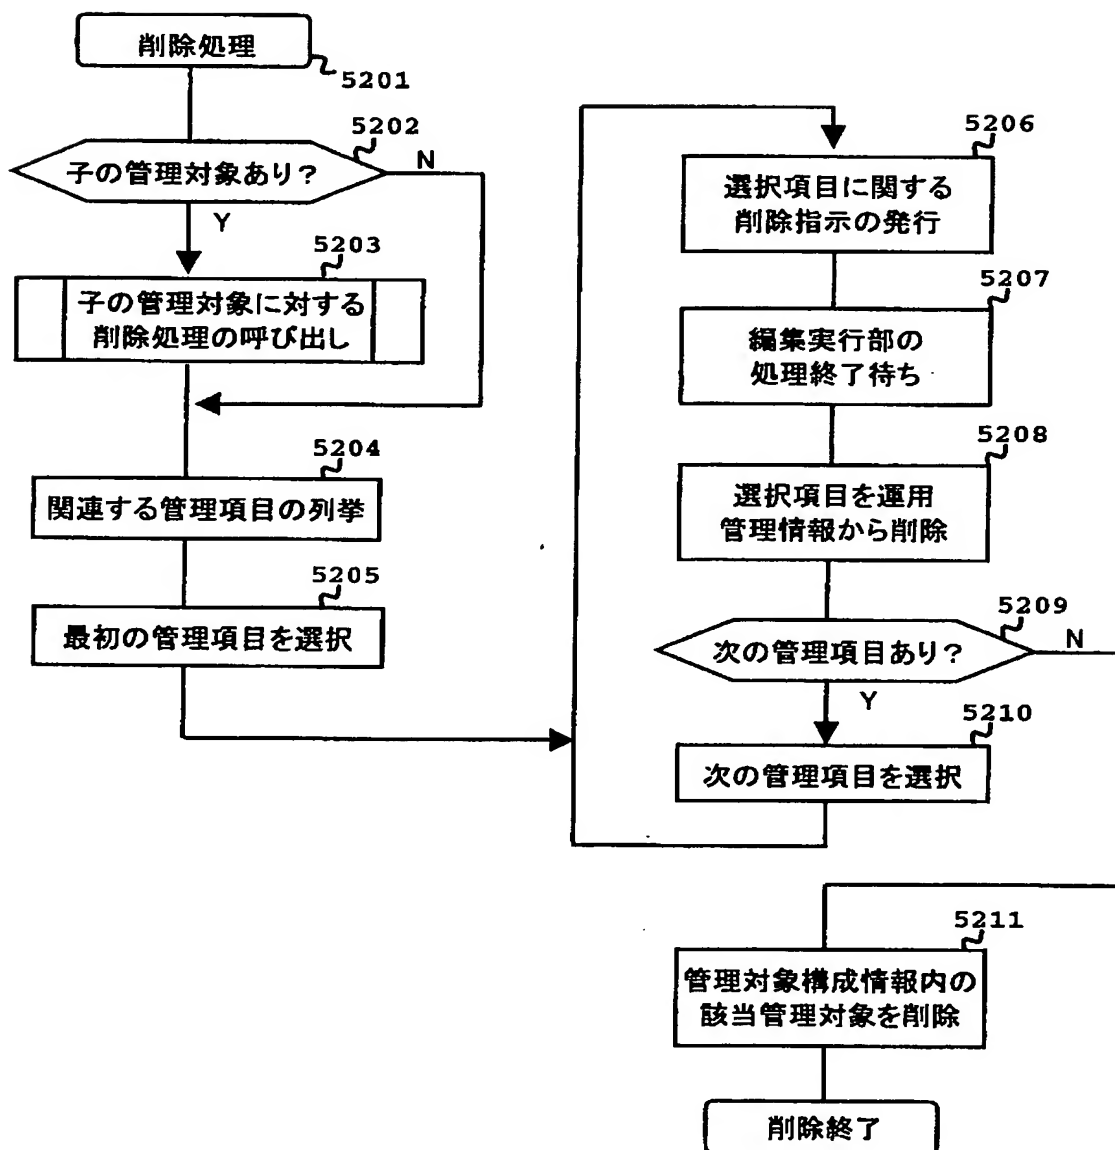 削除処理
5201
5202
子の管理対象あり?
N
Y
5203
子の管理対象に対する
削除処理の呼び出し
5204
関連する管理項目の列挙
5205
最初の管理項目を選択
5206
選択項目に関する
削除指示の発行
5207
編集実行部の
処理終了待ち
5208
選択項目を運用
管理情報から削除
5209
次の管理項目あり?
N
Y
5210
次の管理項目を選択
5211
管理対象構成情報内の
該当管理対象を削除
削除終了